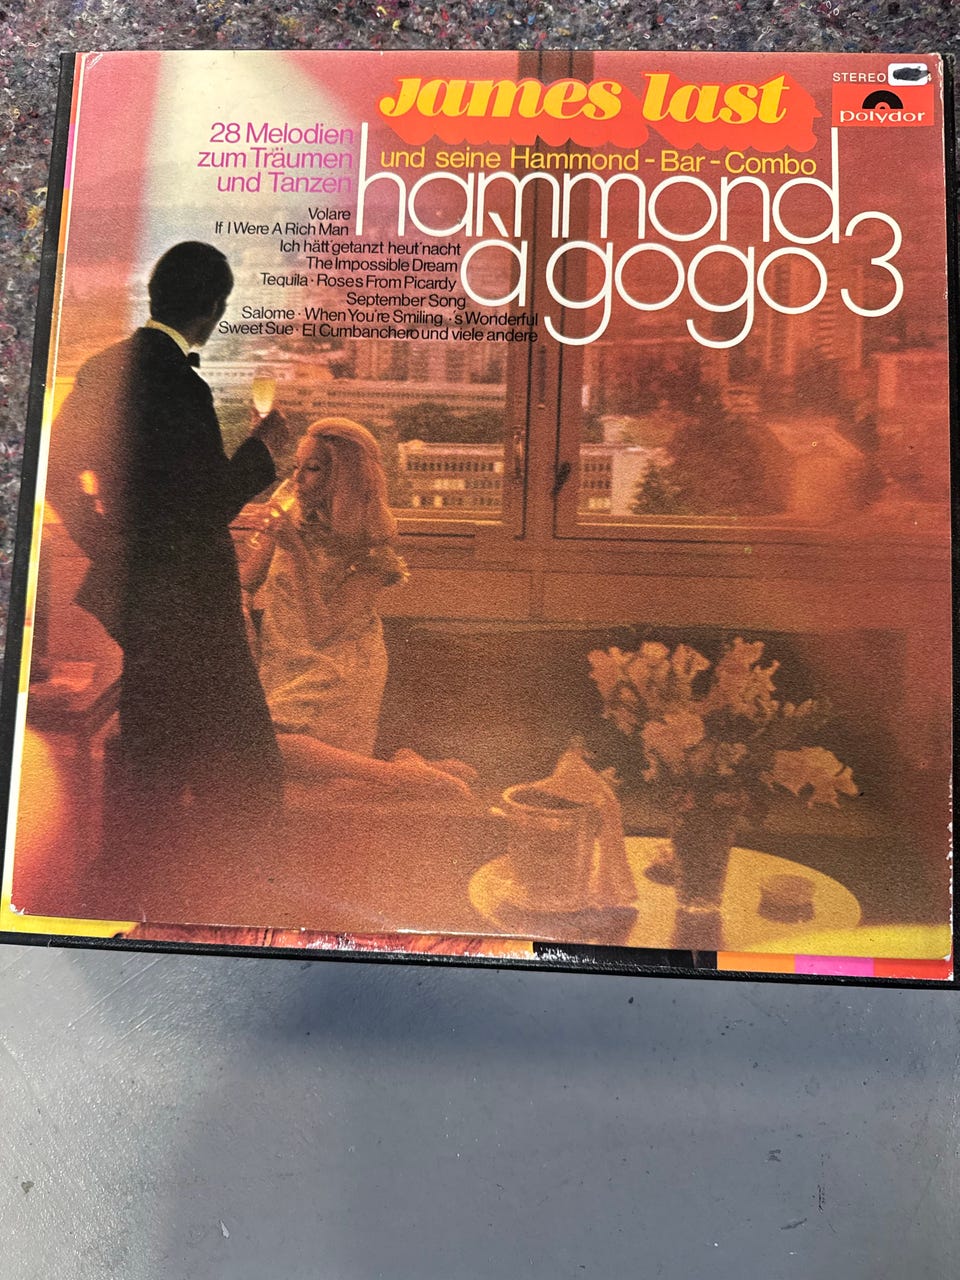 james last
STEREO
polydor
28 Melodien
zum Träumen
und Tanzen
und seine Hammond-Bar-Combo
hammond
à gogo 3
Volare
If I Were A Rich Man
Ich hätt' getanzt heut' nacht
The Impossible Dream
Tequila · Roses From Picardy
September Song
Salome · When You're Smiling · 's Wonderful
Sweet Sue · El Cumbanchero und viele andere